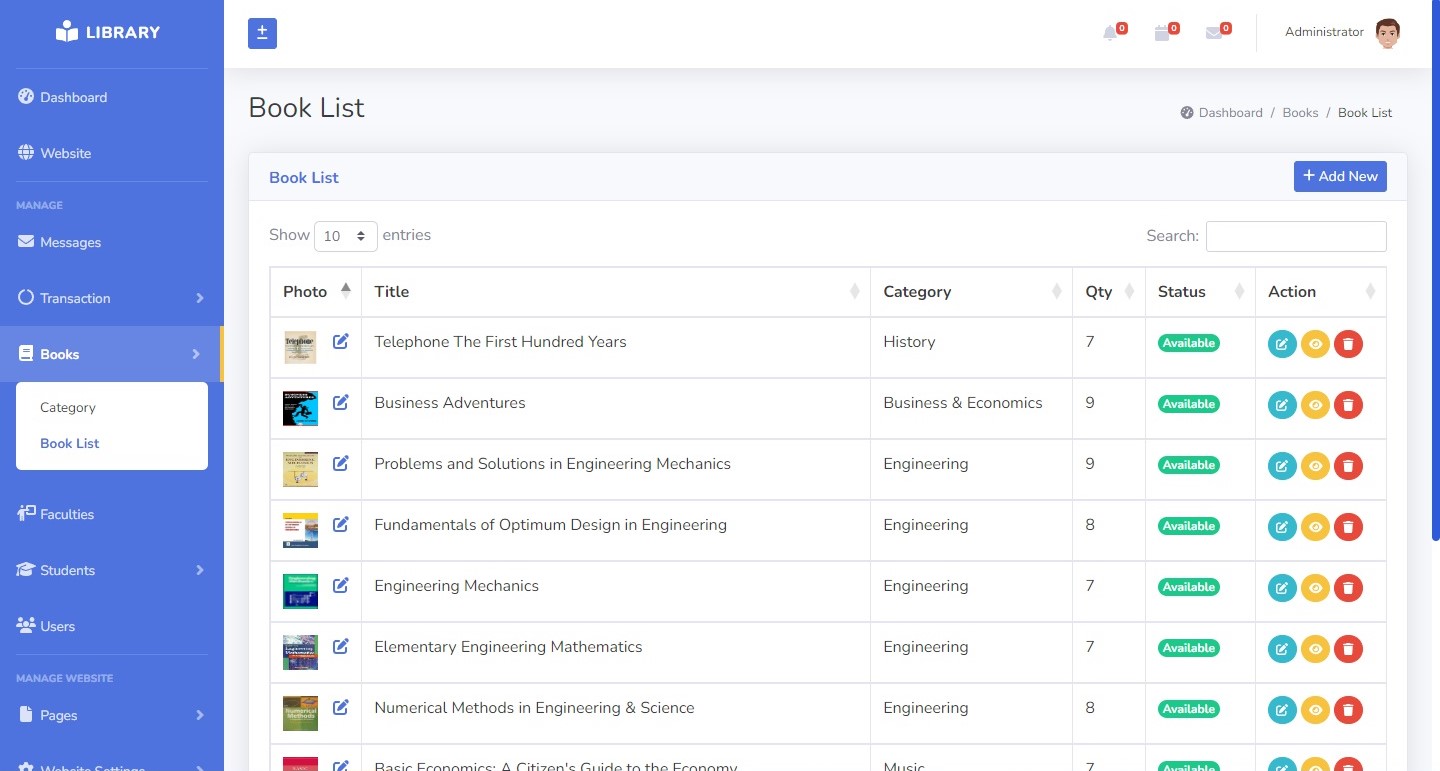 LIBRARY
Dashboard
Website
MANAGE
Messages
Transaction
Books
Category
Book List
Faculties
Students
Users
MANAGE WEBSITE
Pages
Website Settings
0 0 0 Administrator
Book List
Dashboard / Books / Book List
Book List + Add New
Show 10 entries Search:
Photo Title Category Qty Status Action
Telephone Telephone The First Hundred Years History 7 Available
Business Adventures Business & Economics 9 Available
Problems and Solutions in Engineering Mechanics Engineering 9 Available
Fundamentals of Optimum Design in Engineering Engineering 8 Available
Engineering Mechanics Engineering 7 Available
Elementary Engineering Mathematics Engineering 7 Available
Numerical Methods Numerical Methods in Engineering & Science Engineering 8 Available
Basic Economics: A Citizen's Guide to the Economy Music 7 Available